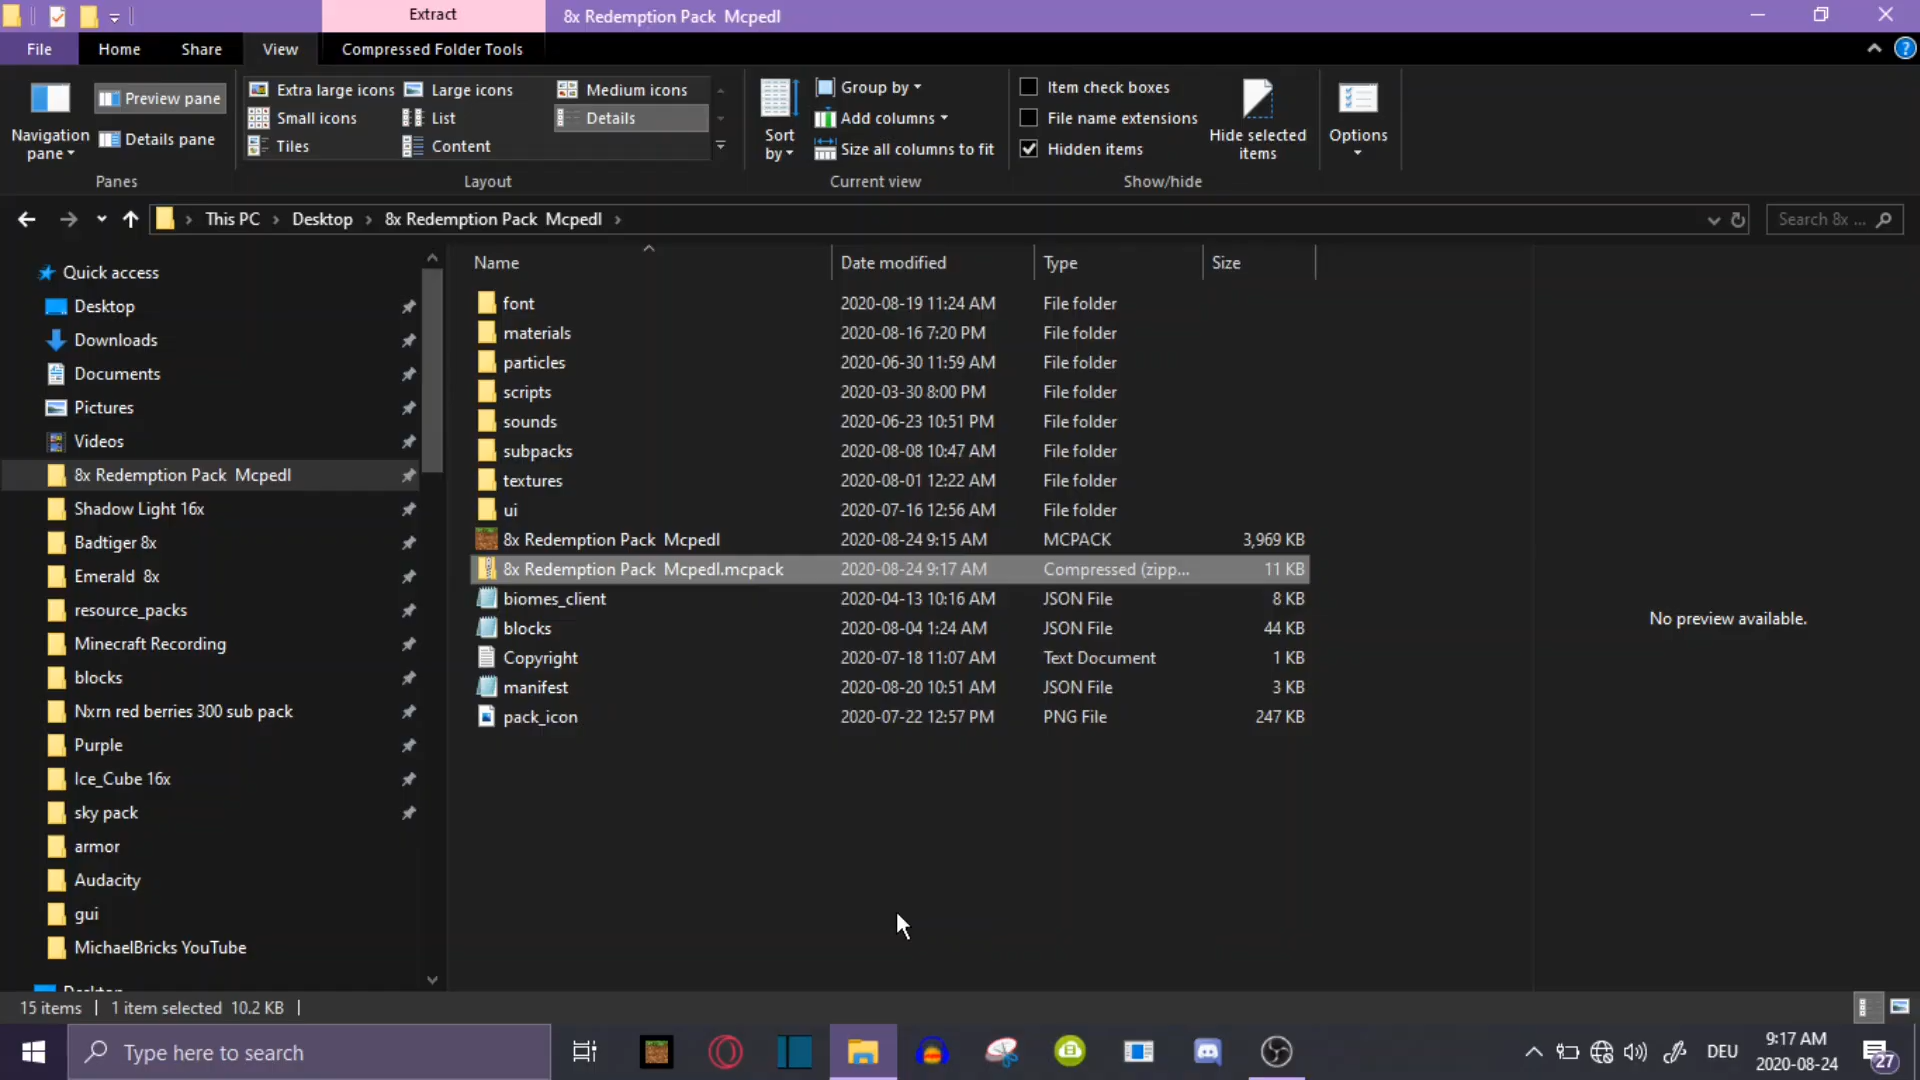 Extract
8x Redemption Pack  Mcpedl
File
Home
Share
View
Compressed Folder Tools
Navigation pane
Preview pane
Details pane
Panes
Extra large icons
Large icons
Medium icons
Small icons
List
Details
Tiles
Content
Layout
Sort by
Group by
Add columns
Size all columns to fit
Current view
Item check boxes
File name extensions
Hidden items
Hide selected items
Show/hide
Options
This PC > Desktop > 8x Redemption Pack  Mcpedl >
Search 8x ...
Quick access
Desktop
Downloads
Documents
Pictures
Videos
8x Redemption Pack  Mcpedl
Shadow Light 16x
Badtiger 8x
Emerald  8x
resource_packs
Minecraft Recording
blocks
Nxrn red berries 300 sub pack
Purple
Ice_Cube 16x
sky pack
armor
Audacity
gui
MichaelBricks YouTube
Desktop
Name Date modified Type Size
font 2020-08-19 11:24 AM File folder
materials 2020-08-16 7:20 PM File folder
particles 2020-06-30 11:59 AM File folder
scripts 2020-03-30 8:00 PM File folder
sounds 2020-06-23 10:51 PM File folder
subpacks 2020-08-08 10:47 AM File folder
textures 2020-08-01 12:22 AM File folder
ui 2020-07-16 12:56 AM File folder
8x Redemption Pack  Mcpedl 2020-08-24 9:15 AM MCPACK 3,969 KB
8x Redemption Pack  Mcpedl.mcpack 2020-08-24 9:17 AM Compressed (zipp... 11 KB
biomes_client 2020-04-13 10:16 AM JSON File 8 KB
blocks 2020-08-04 1:24 AM JSON File 44 KB
Copyright 2020-07-18 11:07 AM Text Document 1 KB
manifest 2020-08-20 10:51 AM JSON File 3 KB
pack_icon 2020-07-22 12:57 PM PNG File 247 KB
No preview available.
15 items
1 item selected  10.2 KB
Type here to search
DEU
9:17 AM
2020-08-24
27